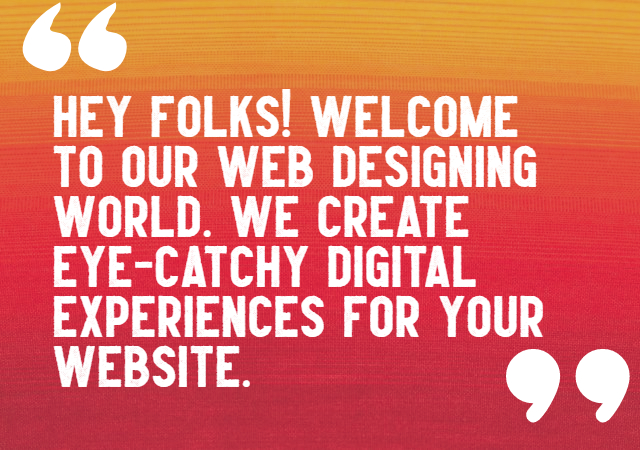 “
HEY FOLKS! WELCOME
TO OUR WEB DESIGNING
WORLD. WE CREATE
EYE-CATCHY DIGITAL
EXPERIENCES FOR YOUR
WEBSITE.
”